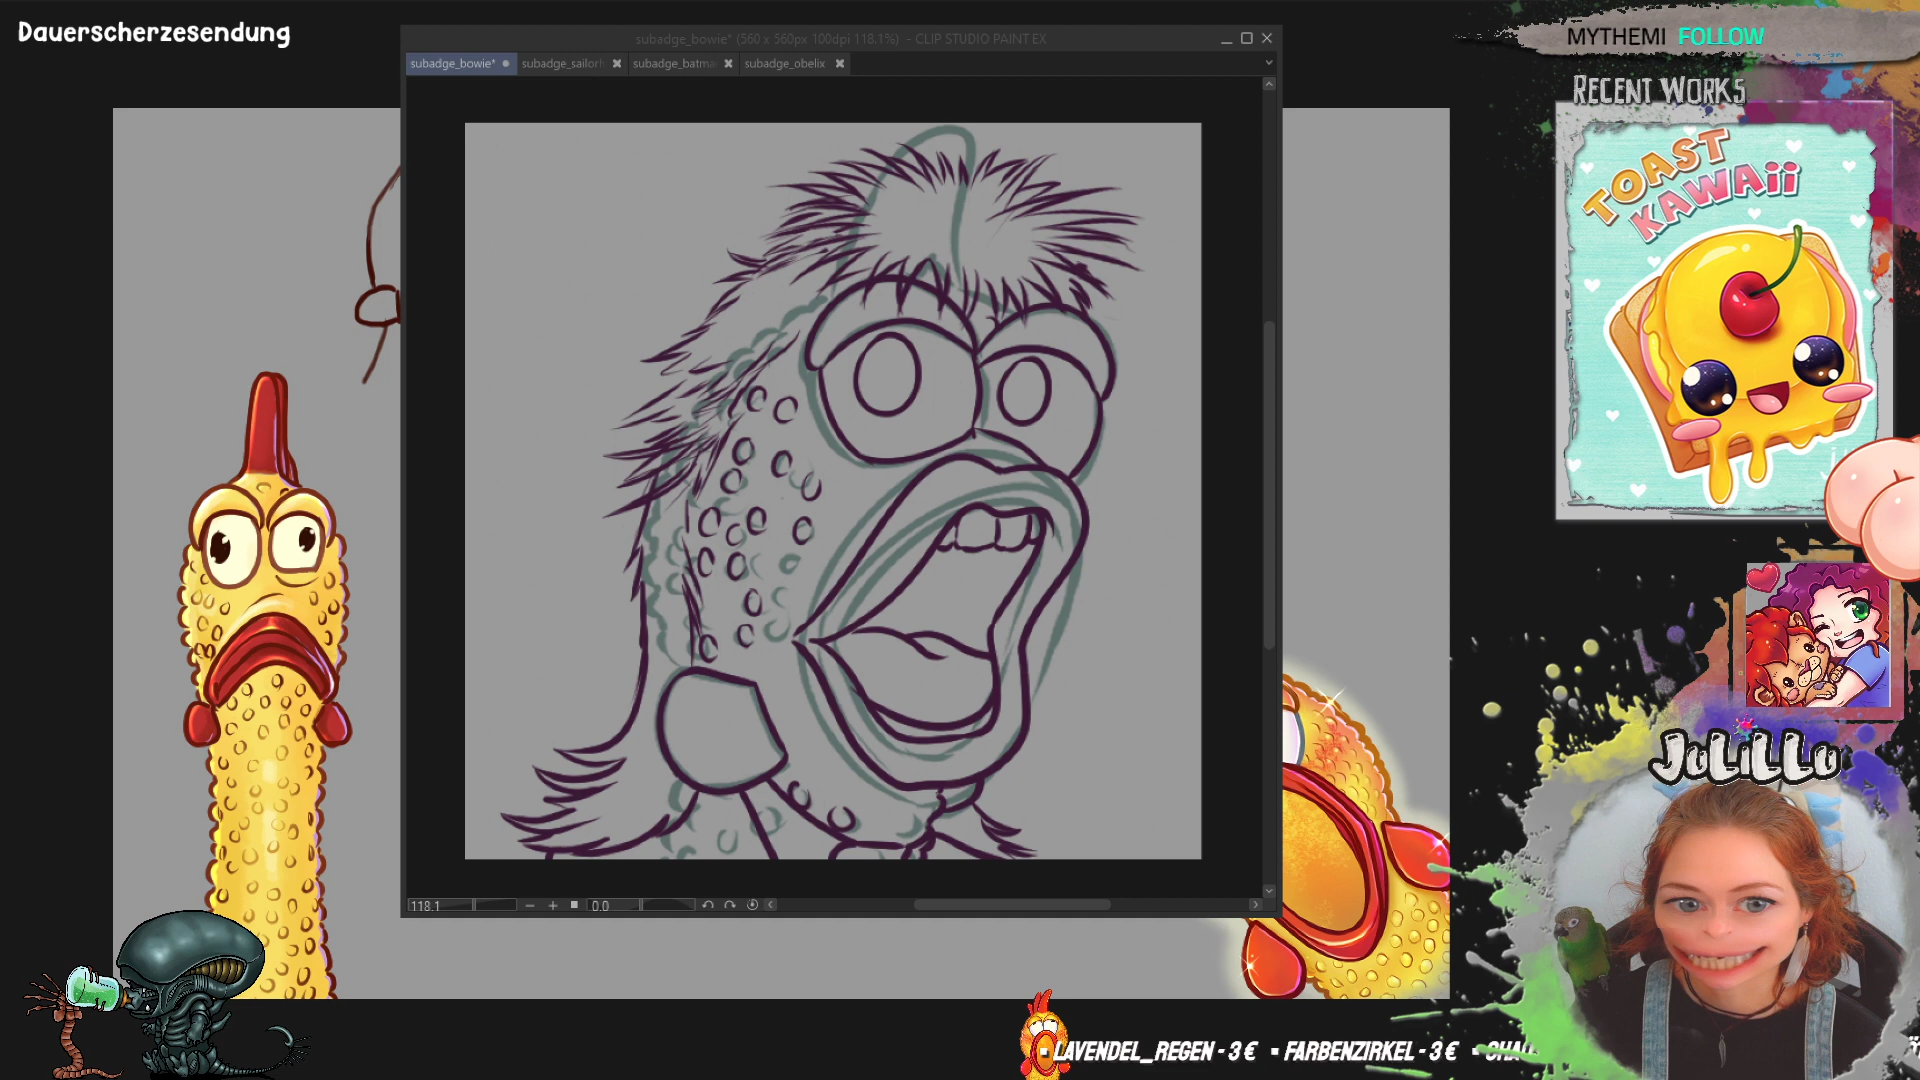 Dauerscherzesendung
subadge_bowie* (560 x 560px 100dpi 118.1%) - CLIP STUDIO PAINT EX
subadge_bowie* subadge_sailor subadge_batma subadge_obelix
MYTHEMI FOLLOW
RECENT WORKS
TOAST
KAWAii
JoLiLLu
118.1 0.0
LAVENDEL_REGEN - 3 € ▪ FARBENZIRKEL - 3 € ▪